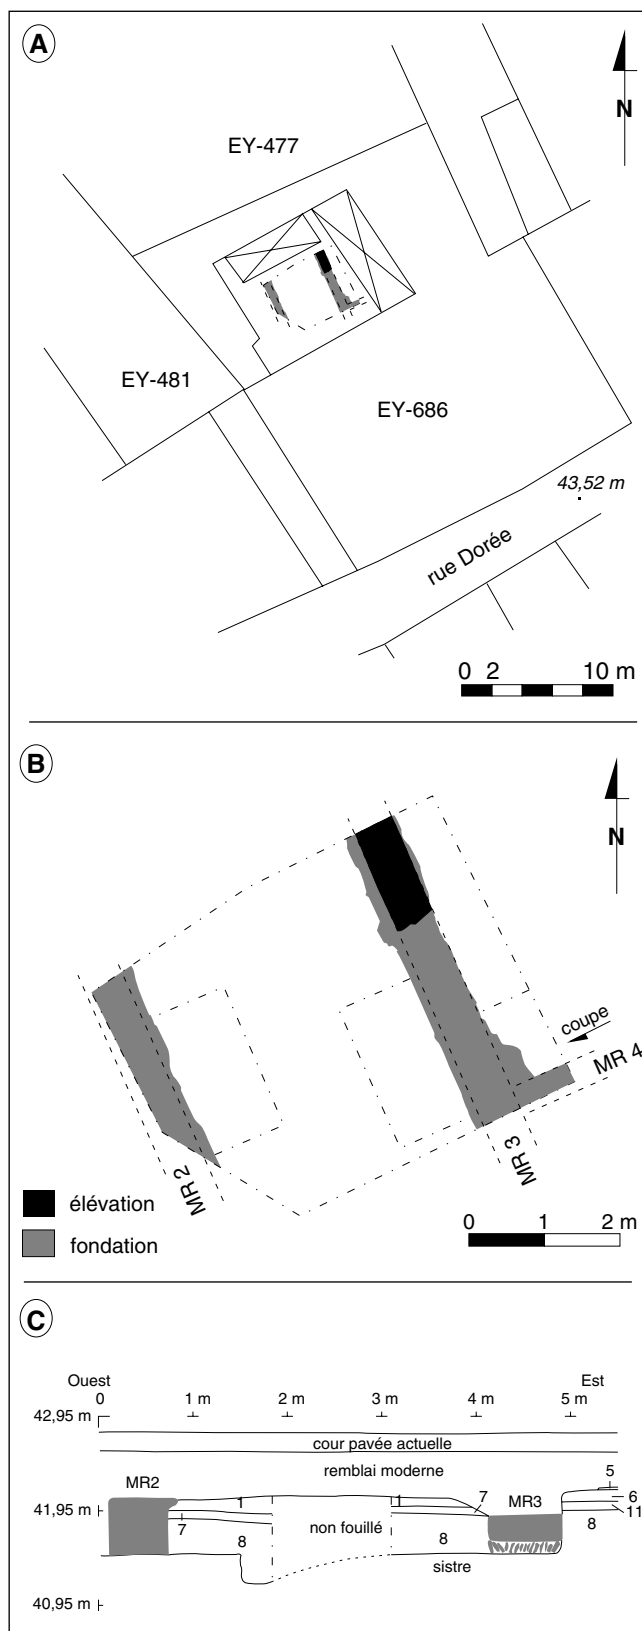 A
N
EY-477
EY-481
EY-686
43,52 m
rue Dorée
0 2 10 m
B
N
coupe
MR 4
MR 3
MR 2
élévation
fondation
0 1 2 m
C
Ouest Est
0 1 m 2 m 3 m 4 m 5 m
42,95 m
cour pavée actuelle
remblai moderne
5
MR2 1 1 7 MR3 6
41,95 m 11
7 non fouillé 8
8 8
sistre
40,95 m